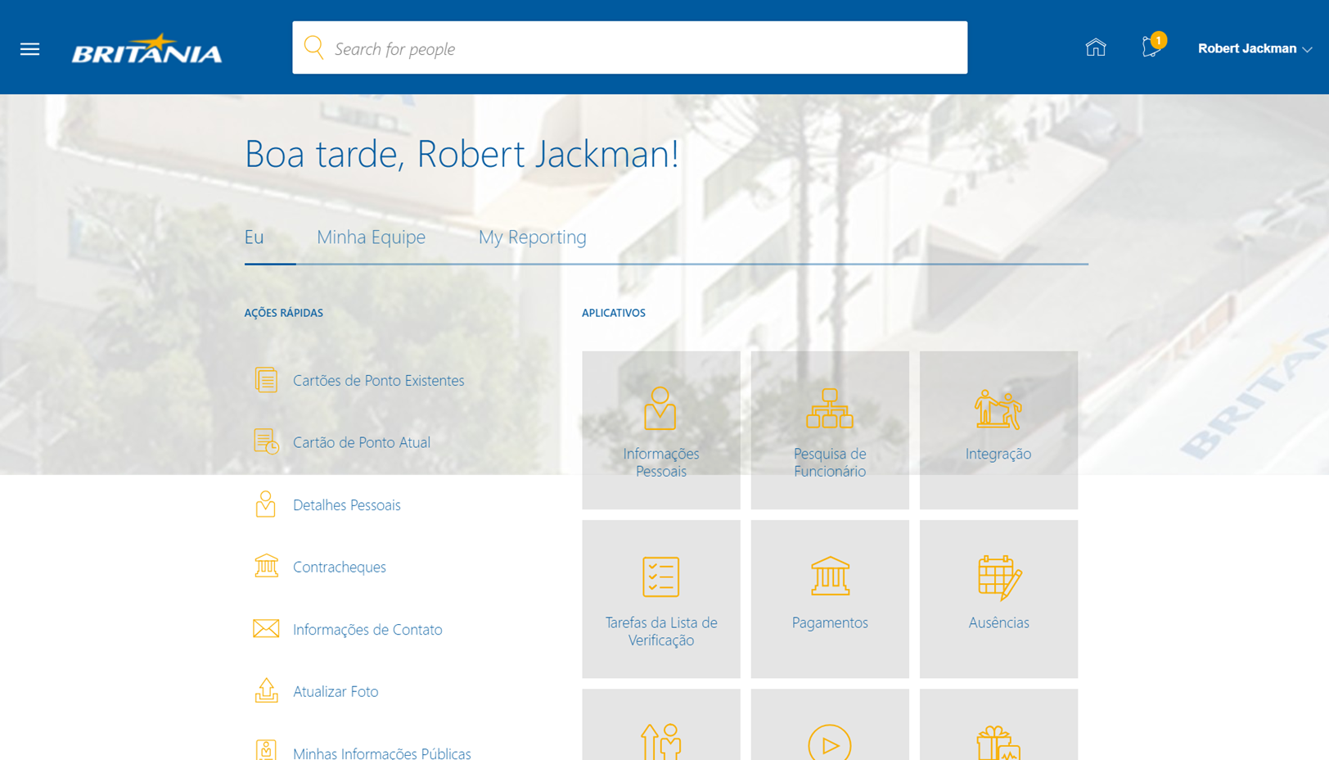 BRITANIA
Search for people
1
Robert Jackman
Boa tarde, Robert Jackman!
Eu
Minha Equipe
My Reporting
AÇÕES RÁPIDAS
Cartões de Ponto Existentes
Cartão de Ponto Atual
Detalhes Pessoais
Contracheques
Informações de Contato
Atualizar Foto
Minhas Informações Públicas
APLICATIVOS
Informações
Pessoais
Pesquisa de
Funcionário
Integração
Tarefas da Lista de
Verificação
Pagamentos
Ausências
BRITAN